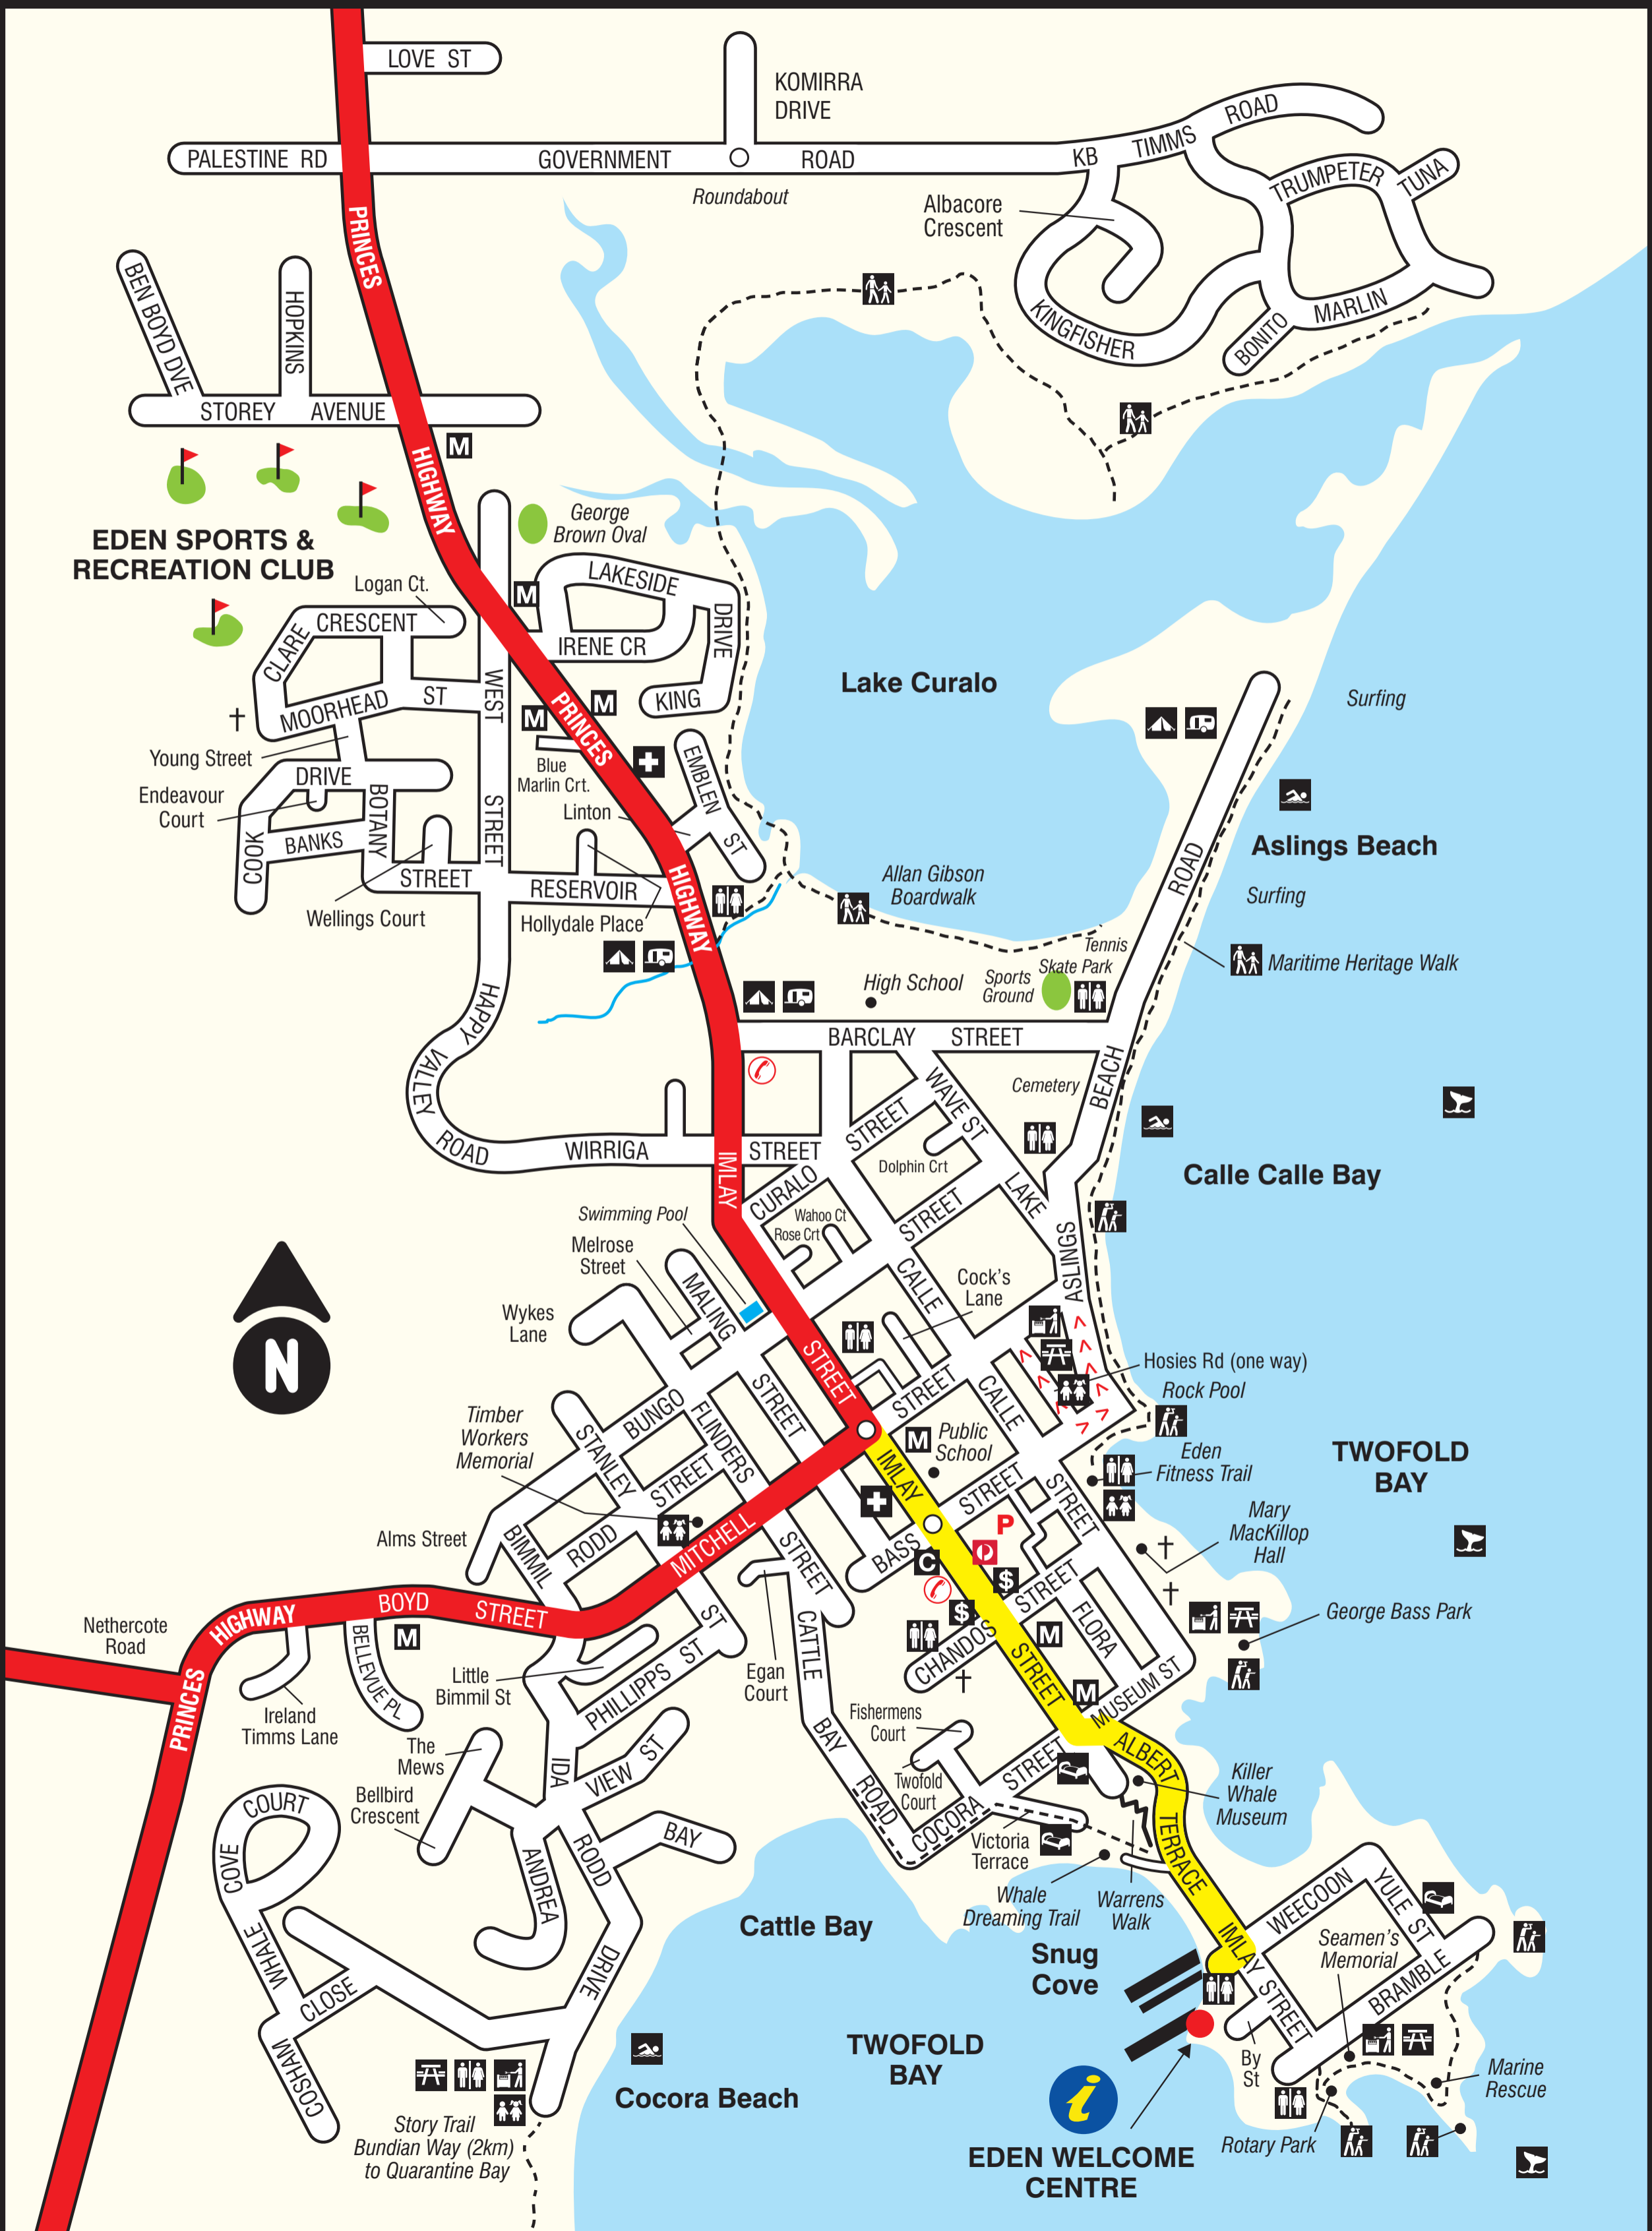 LOVE ST
KOMIRRA
DRIVE
PALESTINE RD
GOVERNMENT ROAD
KB TIMMS ROAD
Roundabout
Albacore
Crescent
TRUMPETER
TUNA
KINGFISHER
BONITO
MARLIN
PRINCES
BEN BOYD DVE
HOPKINS
STOREY AVENUE
M
HIGHWAY
EDEN SPORTS &
RECREATION CLUB
George
Brown Oval
Logan Ct.
CRESCENT
CLARE
M
LAKESIDE
DRIVE
IRENE CR
KING
MOORHEAD ST
WEST
STREET
PRINCES
M
M
Lake Curalo
Surfing
Young Street
DRIVE
Endeavour
Court
BOTANY
BANKS
COOK
STREET
Wellings Court
Blue
Marlin Crt.
Linton
EMBLEN
ST
RESERVOIR
Hollydale Place
HIGHWAY
Allan Gibson
Boardwalk
Aslings Beach
ROAD
Surfing
Maritime Heritage Walk
Tennis
Skate Park
Sports
Ground
High School
HAPPY
VALLEY
ROAD
BARCLAY STREET
BEACH
Cemetery
WAVE ST
STREET
Dolphin Crt
WIRRIGA
STREET
IMLAY
CURALO
Wahoo Ct
Rose Crt
STREET
LAKE
ASLINGS
Calle Calle Bay
Swimming Pool
Melrose
Street
Wykes
Lane
MALING
STREET
CALLE
Cock's
Lane
N
STREET
Hosies Rd (one way)
Rock Pool
Timber
Workers
Memorial
STANLEY
BUNGO
FLINDERS
STREET
STREET
CALLE
M
Public
School
IMLAY
STREET
STREET
Eden
Fitness Trail
TWOFOLD
BAY
Mary
MacKillop
Hall
Alms Street
BIMMIL
RODD
MITCHELL
STREET
BASS
P
C
$
$
STREET
CHANDOS
M
FLORA
STREET
George Bass Park
Nethercote
Road
HIGHWAY
BOYD STREET
PRINCES
BELLEVUE PL
M
Ireland
Timms Lane
Little
Bimmil St
ST
PHILLIPPS ST
Egan
Court
CATTLE
BAY
ROAD
Fishermens
Court
Twofold
Court
M
MUSEUM ST
STREET
COCORA
ALBERT
TERRACE
Killer
Whale
Museum
The
Mews
Bellbird
Crescent
IDA
VIEW ST
BAY
RODD
DRIVE
ANDREA
COURT
COVE
WHALE
CLOSE
COSHAM
Victoria
Terrace
Whale
Dreaming Trail
Warrens
Walk
Cattle Bay
Snug
Cove
WEECOON
YULE ST
Seamen's
Memorial
BRAMBLE
IMLAY STREET
By
St
Marine
Rescue
Rotary Park
TWOFOLD
BAY
Cocora Beach
Story Trail
Bundian Way (2km)
to Quarantine Bay
i
EDEN WELCOME
CENTRE